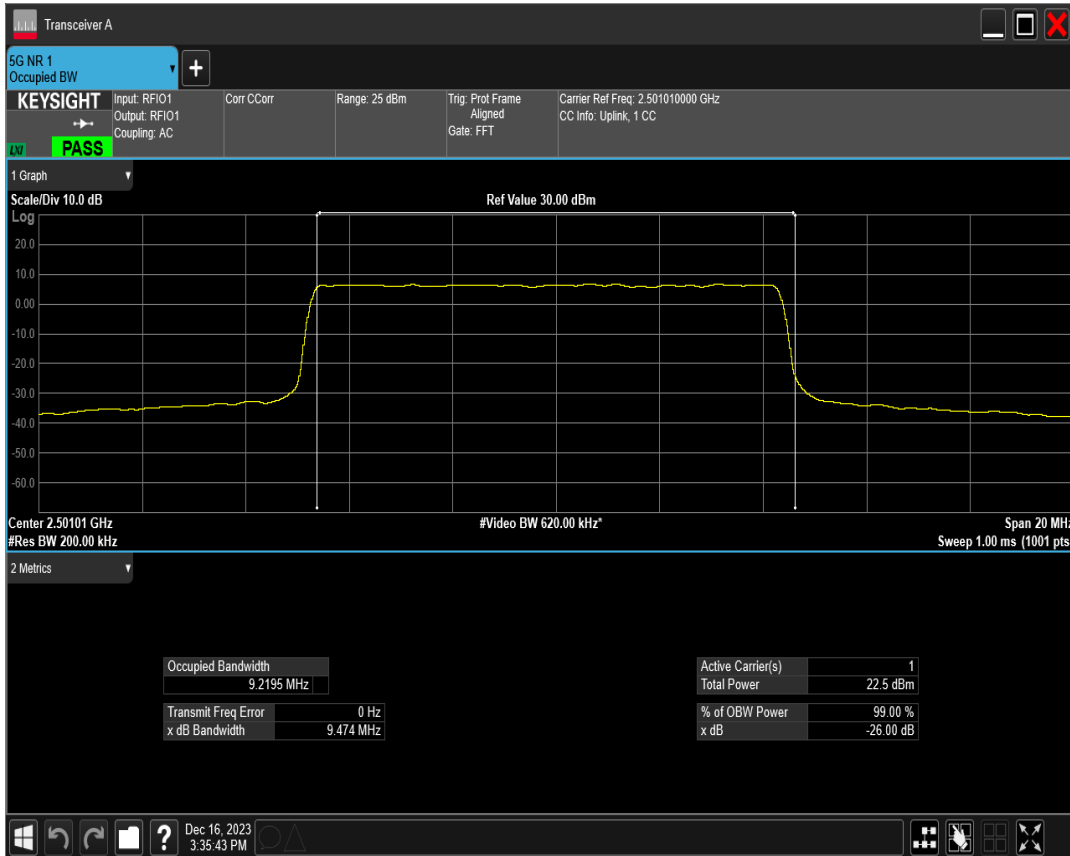 Transceiver A
5G NR 1
Occupied BW
+
KEYSIGHT
LXI
PASS
Input: RFIO1
Output: RFIO1
Coupling: AC
Corr CCorr
Range: 25 dBm
Trig: Prot Frame
Aligned
Gate: FFT
Carrier Ref Freq: 2.501010000 GHz
CC Info: Uplink, 1 CC
1 Graph
Scale/Div 10.0 dB
Ref Value 30.00 dBm
Log
20.0
10.0
0.00
-10.0
-20.0
-30.0
-40.0
-50.0
-60.0
Center 2.50101 GHz
#Video BW 620.00 kHz*
Span 20 MHz
#Res BW 200.00 kHz
Sweep 1.00 ms (1001 pts
2 Metrics
Occupied Bandwidth
9.2195 MHz
Transmit Freq Error 0 Hz
x dB Bandwidth 9.474 MHz
Active Carrier(s) 1
Total Power 22.5 dBm
% of OBW Power 99.00 %
x dB -26.00 dB
?
Dec 16, 2023
3:35:43 PM